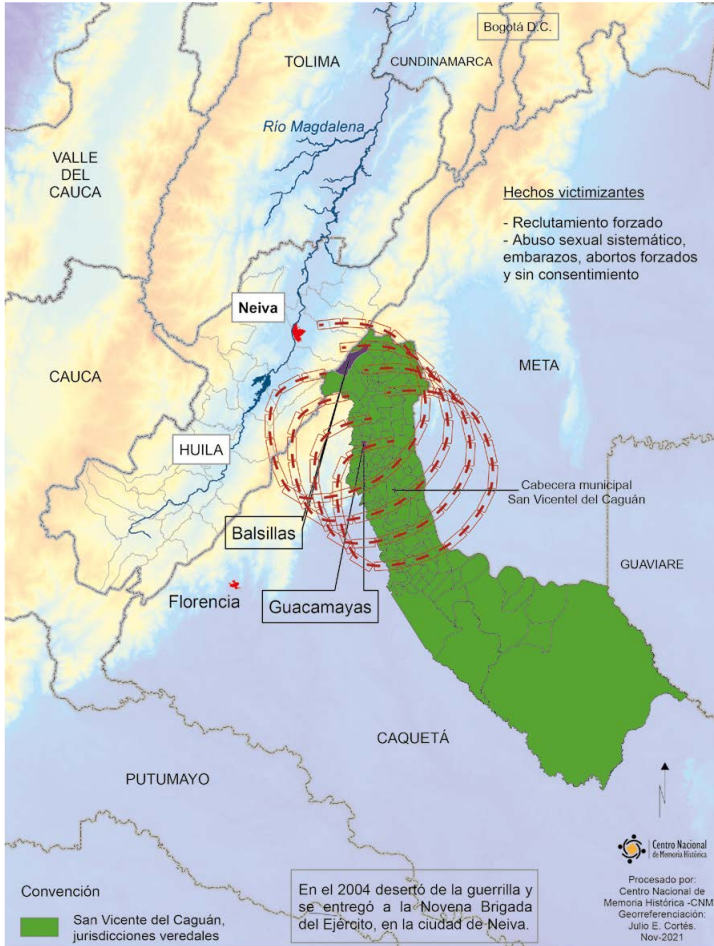 Bogotá D.C.
TOLIMA
CUNDINAMARCA
Río Magdalena
VALLE
DEL
CAUCA
Hechos victimizantes
- Reclutamiento forzado
- Abuso sexual sistemático,
embarazos, abortos forzados
y sin consentimiento
Neiva
META
CAUCA
HUILA
Cabecera municipal
San Vicentel del Caguán
Balsillas
GUAVIARE
Florencia
Guacamayas
CAQUETÁ
PUTUMAYO
Centro Nacional
de Memoria Histórica
Procesado por:
Centro Nacional de
Memoria Histórica -CNM
Georreferenciación:
Julio E. Cortés.
Nov-2021
Convención
San Vicente del Caguán,
jurisdicciones veredales
En el 2004 desertó de la guerrilla y
se entregó a la Novena Brigada
del Ejército, en la ciudad de Neiva.